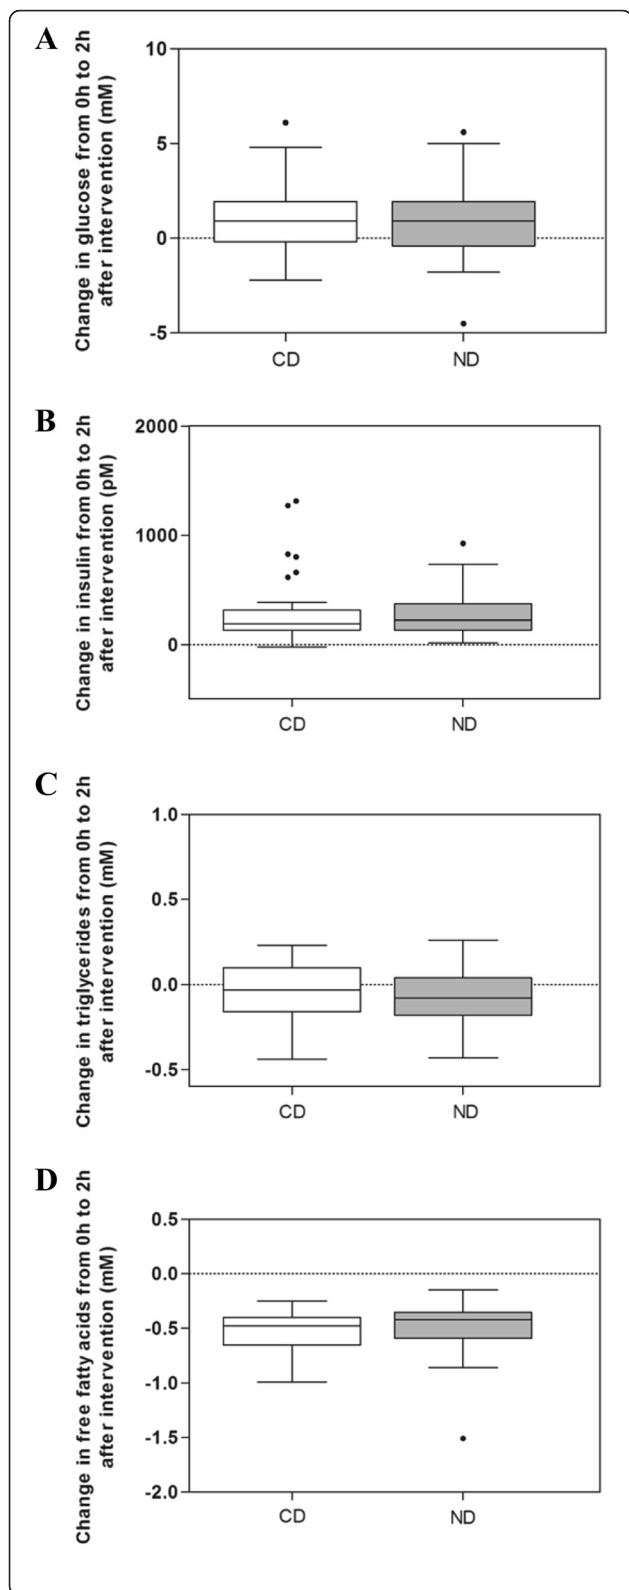 A
Change in glucose from 0h to 2h
after intervention (mM)
10
5
0
-5
CD
ND
B
Change in insulin from 0h to 2h
after intervention (pM)
2000
1000
0
CD
ND
C
Change in triglycerides from 0h to 2h
after intervention (mM)
1.0
0.5
0.0
-0.5
CD
ND
D
Change in free fatty acids from 0h to 2h
after intervention (mM)
0.5
0.0
-0.5
-1.0
-1.5
-2.0
CD
ND